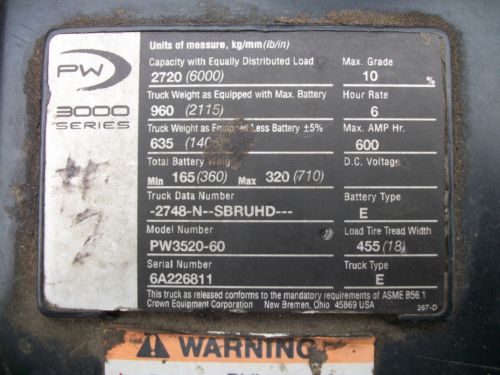 PW
3000
SERIES
Units of measure, kg/mm (lb/in)
Capacity with Equally Distributed Load
2720 (6000)
Max. Grade
10 %
Truck Weight as Equipped with Max. Battery
960 (2115)
Hour Rate
6
Truck Weight as Equipped Less Battery ±5%
635
Max. AMP Hr.
600
Total Battery Weight
Min 165 (360) Max 320 (710)
D.C. Voltage
Truck Data Number
-2748-N--SBRUHD---
Battery Type
E
Model Number
PW3520-60
Load Tire Tread Width
455 (18)
Serial Number
6A226811
Truck Type
E
This truck as released conforms to the mandatory requirements of ASME B56.1
Crown Equipment Corporation New Bremen, Ohio 45869 USA
267-D
WARNING